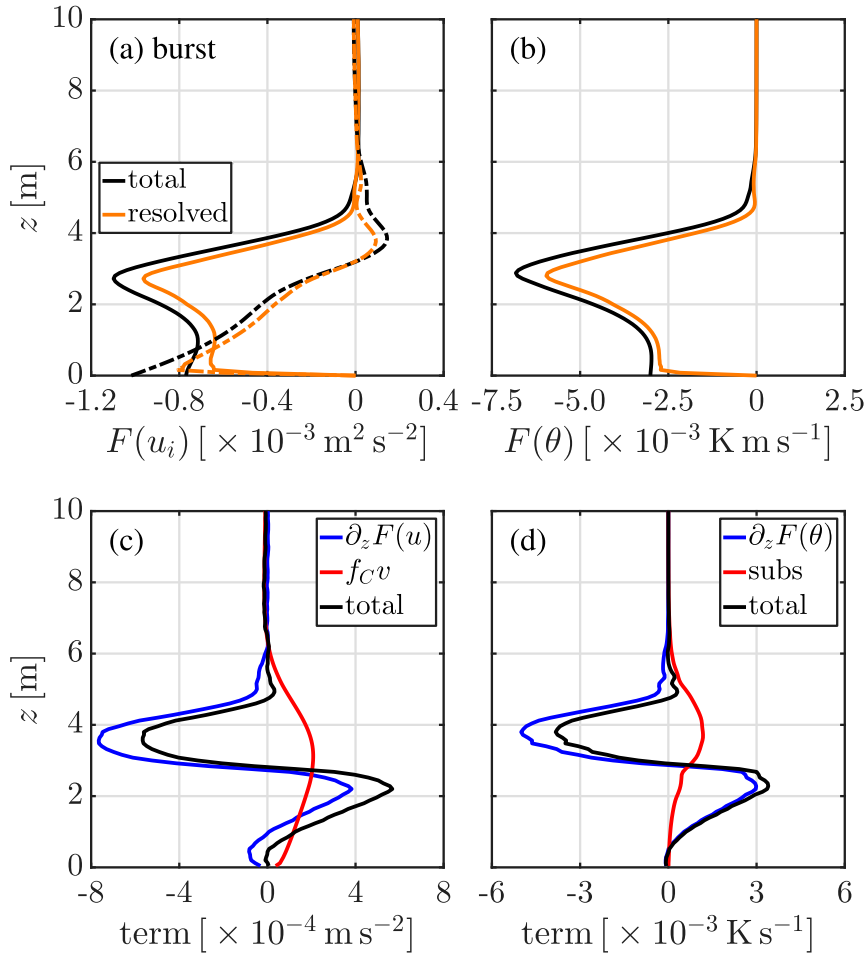 (a) burst
(b)
10
8
6
4
2
0
z [m]
total
resolved
-1.2 -0.8 -0.4 0 0.4
-7.5 -5.0 -2.5 0 2.5
F(u_i) [ × 10⁻³ m² s⁻²]
F(θ) [ × 10⁻³ K m s⁻¹]
(c)
(d)
10
8
6
4
2
0
z [m]
∂_z F(u)
f_C v
total
∂_z F(θ)
subs
total
-8 -4 0 4 8
-6 -3 0 3 6
term [ × 10⁻⁴ m s⁻²]
term [ × 10⁻³ K s⁻¹]